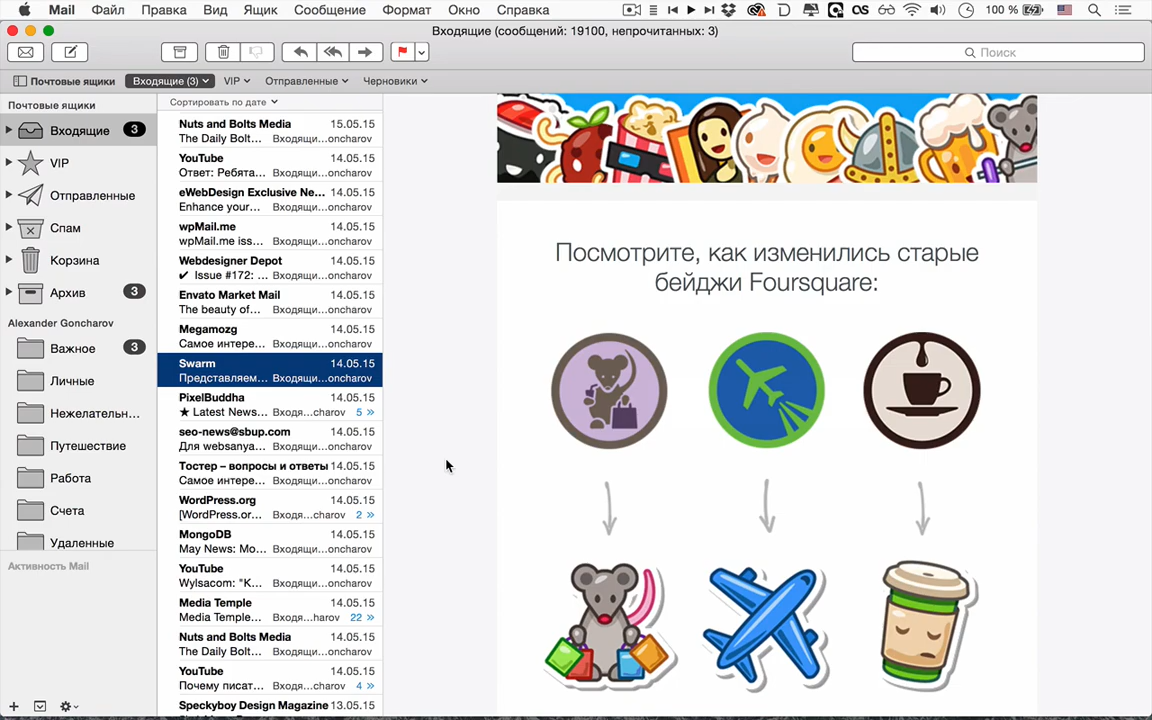 Mail Файл Правка Вид Ящик Сообщение Формат Окно Справка 100 %
Входящие (сообщений: 19100, непрочитанных: 3)
Поиск
Почтовые ящики Входящие (3) VIP Отправленные Черновики
Почтовые ящики
Входящие 3
VIP
Отправленные
Спам
Корзина
Архив 3
Alexander Goncharov
Важное 3
Личные
Нежелательн...
Путешествие
Работа
Счета
Удаленные
Активность Mail
Сортировать по дате
Nuts and Bolts Media 15.05.15
The Daily Bolt... Входящи...oncharov
YouTube 14.05.15
Ответ: Ребята... Входящи...oncharov
eWebDesign Exclusive Ne... 14.05.15
Enhance your... Входящи...oncharov
wpMail.me 14.05.15
wpMail.me iss... Входящи...oncharov
Webdesigner Depot 14.05.15
✔ Issue #172: ... Входящи...oncharov
Envato Market Mail 14.05.15
The beauty of... Входящи...oncharov
Megamozg 14.05.15
Самое интере... Входящи...oncharov
Swarm 14.05.15
Представляем... Входящи...oncharov
PixelBuddha 14.05.15
★ Latest News... Входя...charov 5 »
seo-news@sbup.com 14.05.15
Для websanya... Входящи...oncharov
Тостер – вопросы и ответы 14.05.15
Самое интере... Входящи...oncharov
WordPress.org 14.05.15
[WordPress.or... Входя...charov 2 »
MongoDB 14.05.15
May News: Mo... Входящи...oncharov
YouTube 14.05.15
Wylsacom: "K... Входящи...oncharov
Media Temple 14.05.15
Media Temple... Входя...harov 22 »
Nuts and Bolts Media 14.05.15
The Daily Bol... Входящи...oncharov
YouTube 14.05.15
Почему писат... Входя...charov 4 »
Speckyboy Design Magazine 13.05.15
Посмотрите, как изменились старые
бейджи Foursquare: